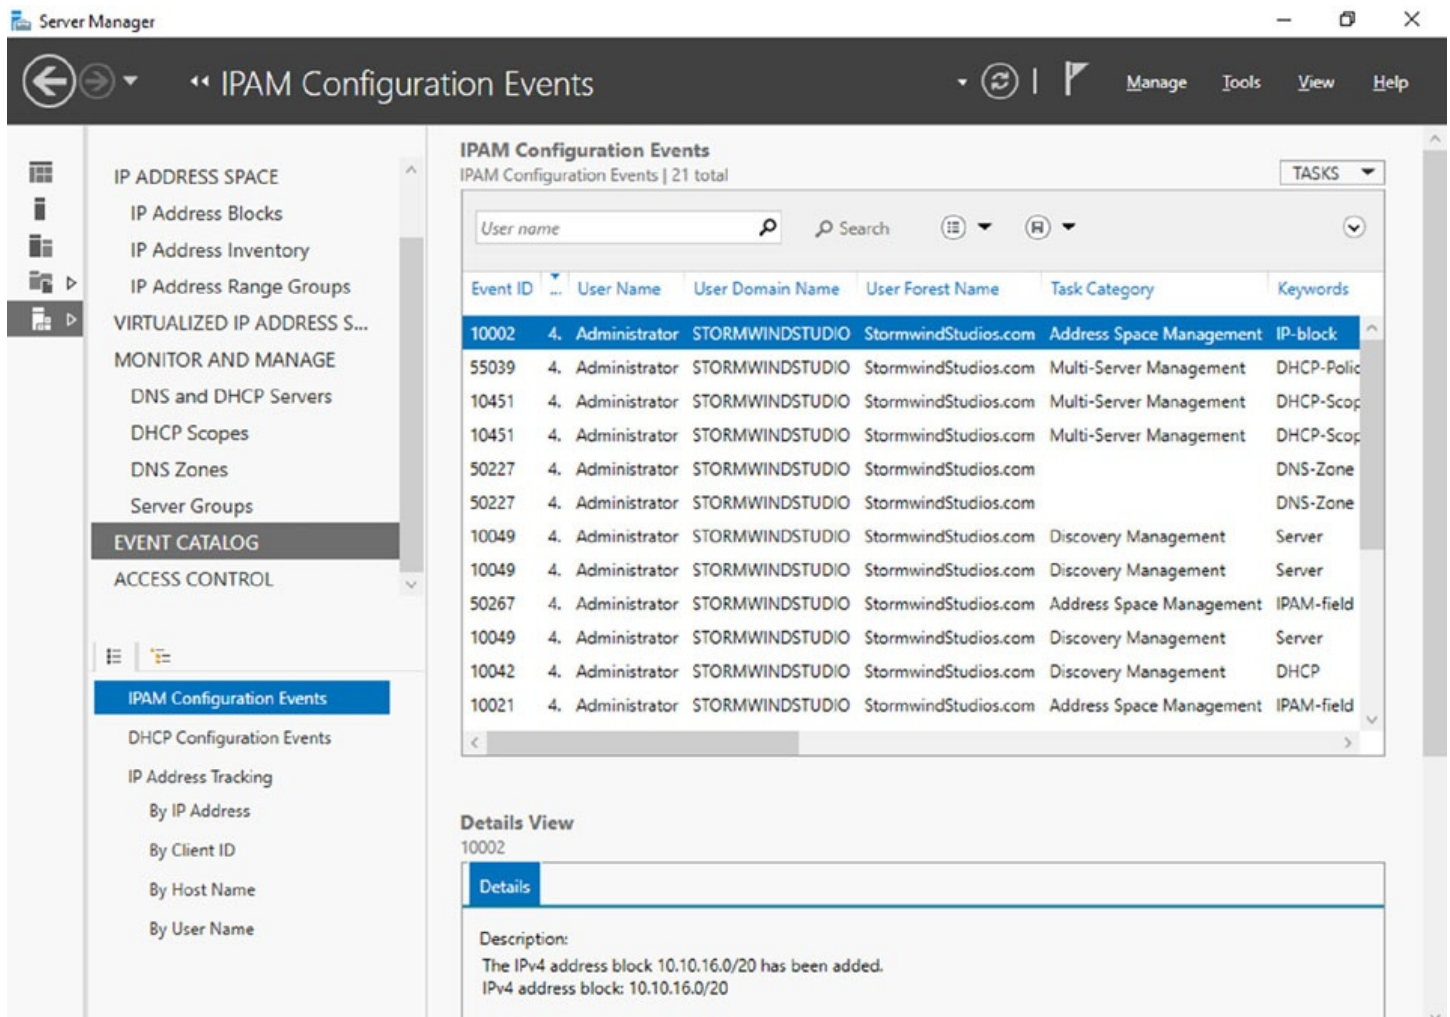 Server Manager
IPAM Configuration Events
Manage Tools View Help
IP ADDRESS SPACE
IP Address Blocks
IP Address Inventory
IP Address Range Groups
VIRTUALIZED IP ADDRESS S...
MONITOR AND MANAGE
DNS and DHCP Servers
DHCP Scopes
DNS Zones
Server Groups
EVENT CATALOG
ACCESS CONTROL
IPAM Configuration Events
DHCP Configuration Events
IP Address Tracking
By IP Address
By Client ID
By Host Name
By User Name
IPAM Configuration Events
IPAM Configuration Events | 21 total
TASKS
User name
Search
Event ID ... User Name User Domain Name User Forest Name Task Category Keywords
10002 4. Administrator STORMWINDSTUDIO StormwindStudios.com Address Space Management IP-block
55039 4. Administrator STORMWINDSTUDIO StormwindStudios.com Multi-Server Management DHCP-Polic
10451 4. Administrator STORMWINDSTUDIO StormwindStudios.com Multi-Server Management DHCP-Scop
10451 4. Administrator STORMWINDSTUDIO StormwindStudios.com Multi-Server Management DHCP-Scop
50227 4. Administrator STORMWINDSTUDIO StormwindStudios.com DNS-Zone
50227 4. Administrator STORMWINDSTUDIO StormwindStudios.com DNS-Zone
10049 4. Administrator STORMWINDSTUDIO StormwindStudios.com Discovery Management Server
10049 4. Administrator STORMWINDSTUDIO StormwindStudios.com Discovery Management Server
50267 4. Administrator STORMWINDSTUDIO StormwindStudios.com Address Space Management IPAM-field
10049 4. Administrator STORMWINDSTUDIO StormwindStudios.com Discovery Management Server
10042 4. Administrator STORMWINDSTUDIO StormwindStudios.com Discovery Management DHCP
10021 4. Administrator STORMWINDSTUDIO StormwindStudios.com Address Space Management IPAM-field
Details View
10002
Details
Description:
The IPv4 address block 10.10.16.0/20 has been added.
IPv4 address block: 10.10.16.0/20